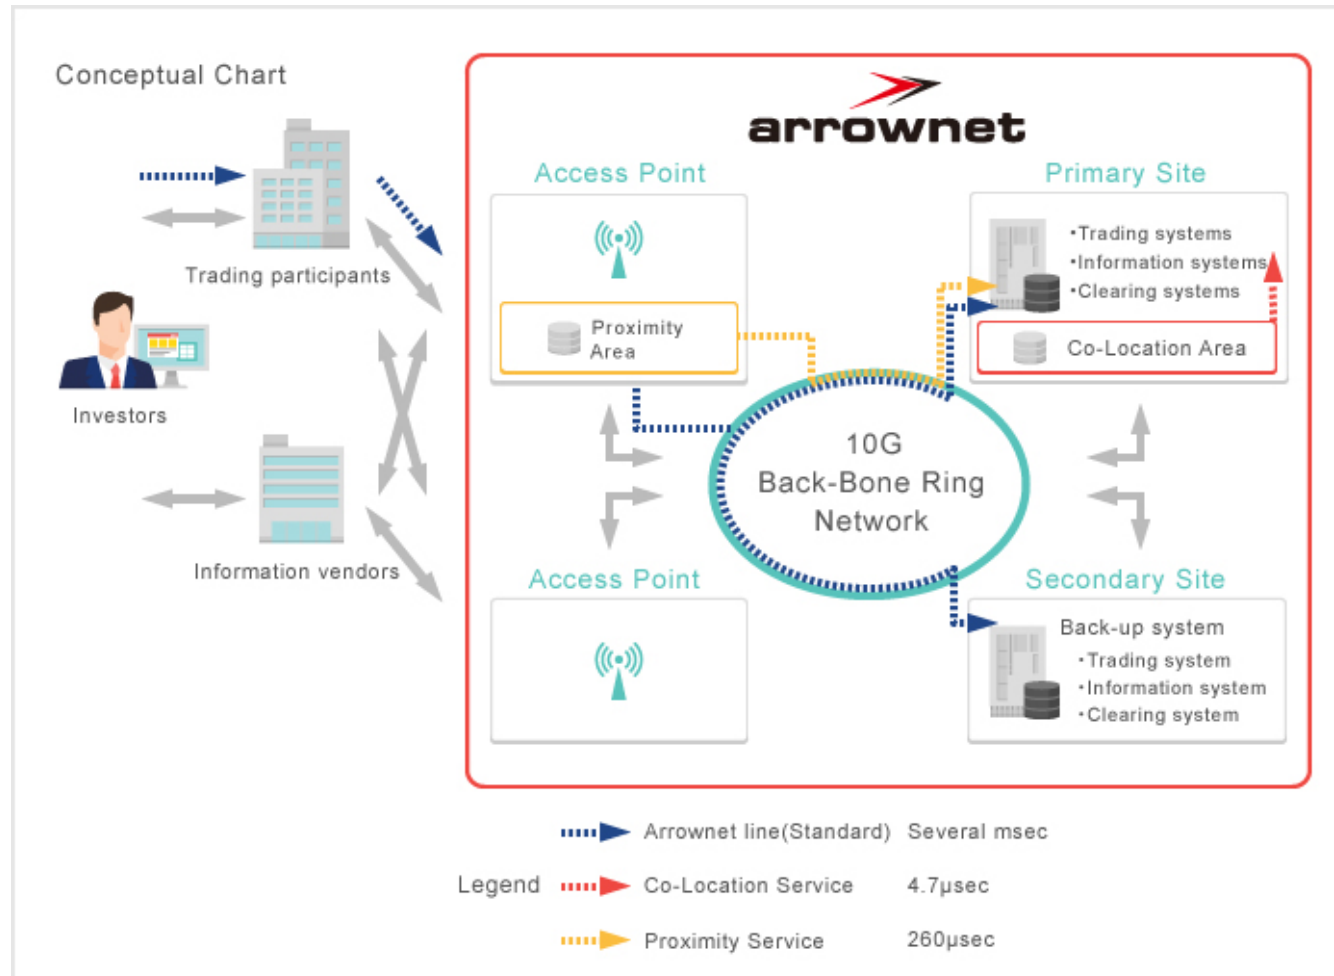 Conceptual Chart
arrownet
Access Point
Primary Site
・Trading systems
・Information systems
・Clearing systems
Trading participants
Proximity
Area
Co-Location Area
Investors
10G
Back-Bone Ring
Network
Information vendors
Access Point
Secondary Site
Back-up system
・Trading system
・Information system
・Clearing system
Legend
Arrownet line(Standard) Several msec
Co-Location Service 4.7μsec
Proximity Service 260μsec